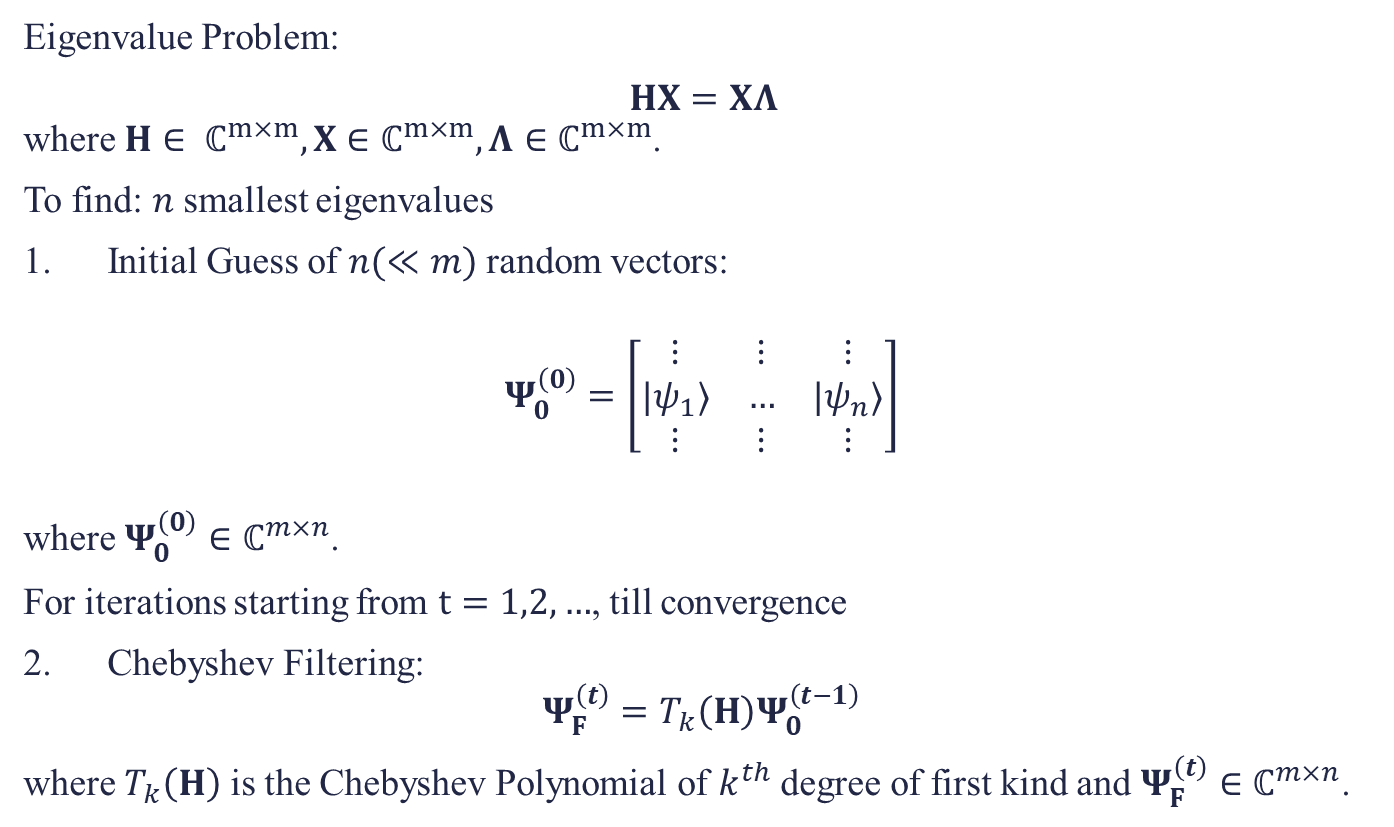 Eigenvalue Problem:
𝐇𝐗 = 𝐗𝚲
where 𝐇 ∈ ℂ^{m×m}, 𝐗 ∈ ℂ^{m×m}, 𝚲 ∈ ℂ^{m×m}.
To find: n smallest eigenvalues
1. Initial Guess of n(≪ m) random vectors:
𝚿_𝟎^{(𝟎)} = [ ⋮ ⋮ ⋮
|ψ_1⟩ … |ψ_n⟩
⋮ ⋮ ⋮ ]
where 𝚿_𝟎^{(𝟎)} ∈ ℂ^{m×n}.
For iterations starting from t = 1,2, …, till convergence
2. Chebyshev Filtering:
𝚿_𝐅^{(t)} = T_k(𝐇)𝚿_𝟎^{(t−1)}
where T_k(𝐇) is the Chebyshev Polynomial of k^{th} degree of first kind and 𝚿_𝐅^{(t)} ∈ ℂ^{m×n}.